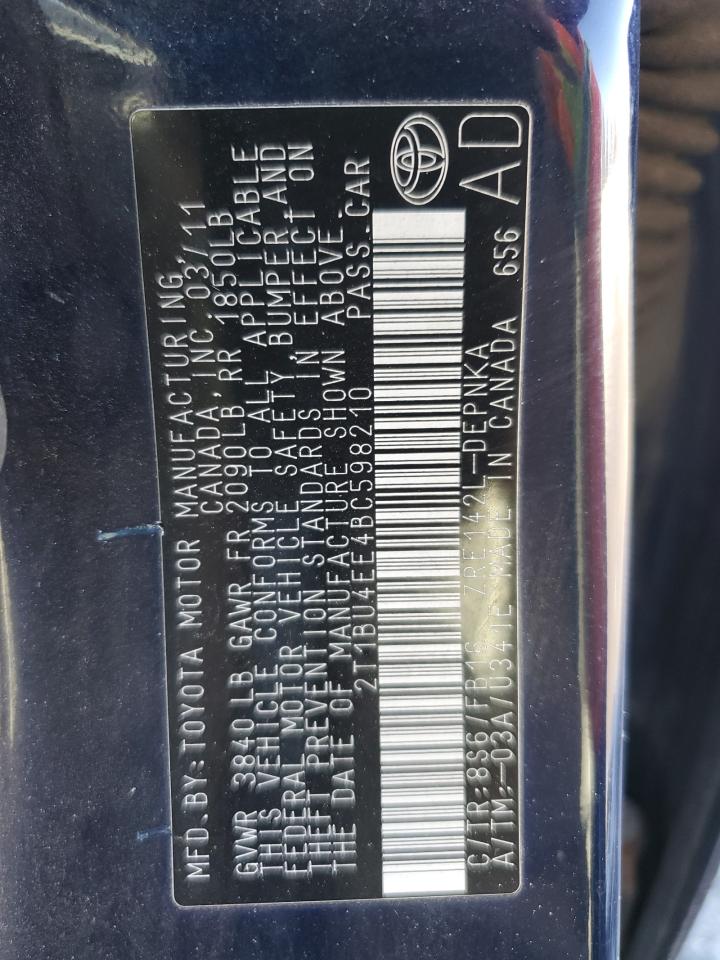 MFD.BY:TOYOTA MOTOR MANUFACTURING,
CANADA,INC. 03/11
GVWR 3840LB GAWR FR 2090LB,RR 1850LB
THIS VEHICLE CONFORMS TO ALL APPLICABLE
FEDERAL MOTOR VEHICLE SAFETY,BUMPER,AND
THEFT PREVENTION STANDARDS IN EFFECT ON
THE DATE OF MANUFACTURE SHOWN ABOVE.
2T1BU4EE4BC598210 PASS.CAR
C/TR:8S6/FB16 ZRE142L-DEPNKA
A/TM:-03A/U341E MADE IN CANADA 656
AD